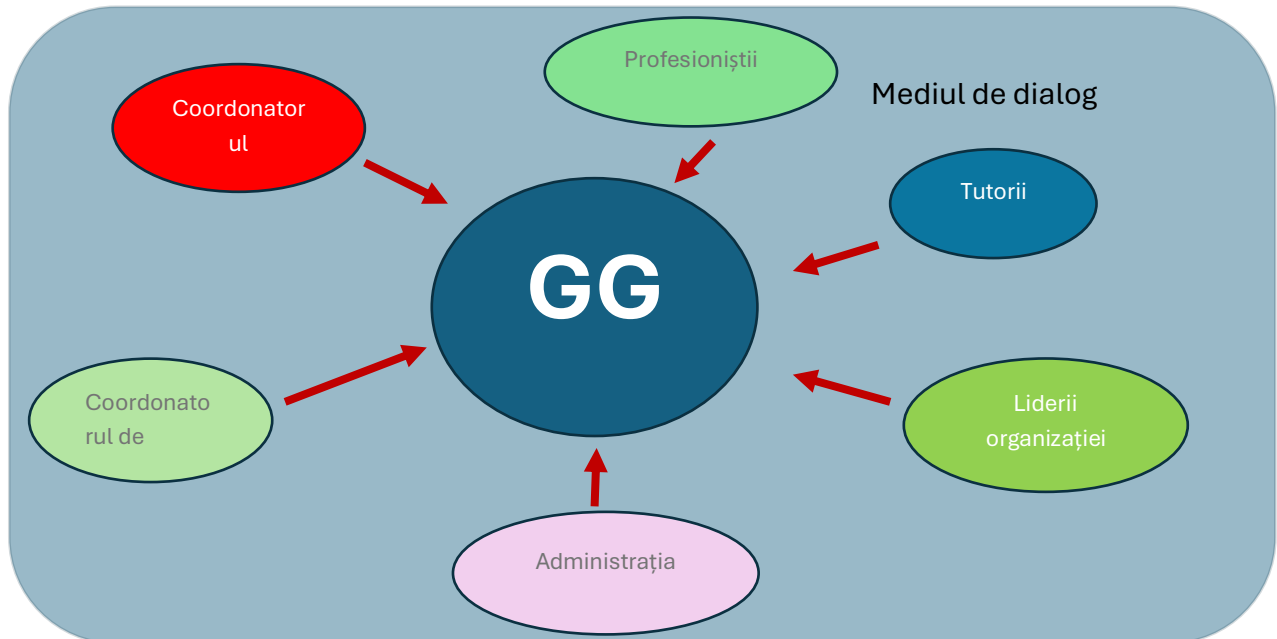 Profesioniștii
Mediul de dialog
Coordonator
ul
Tutorii
GG
Coordonato
rul de
Liderii
organizației
Administrația